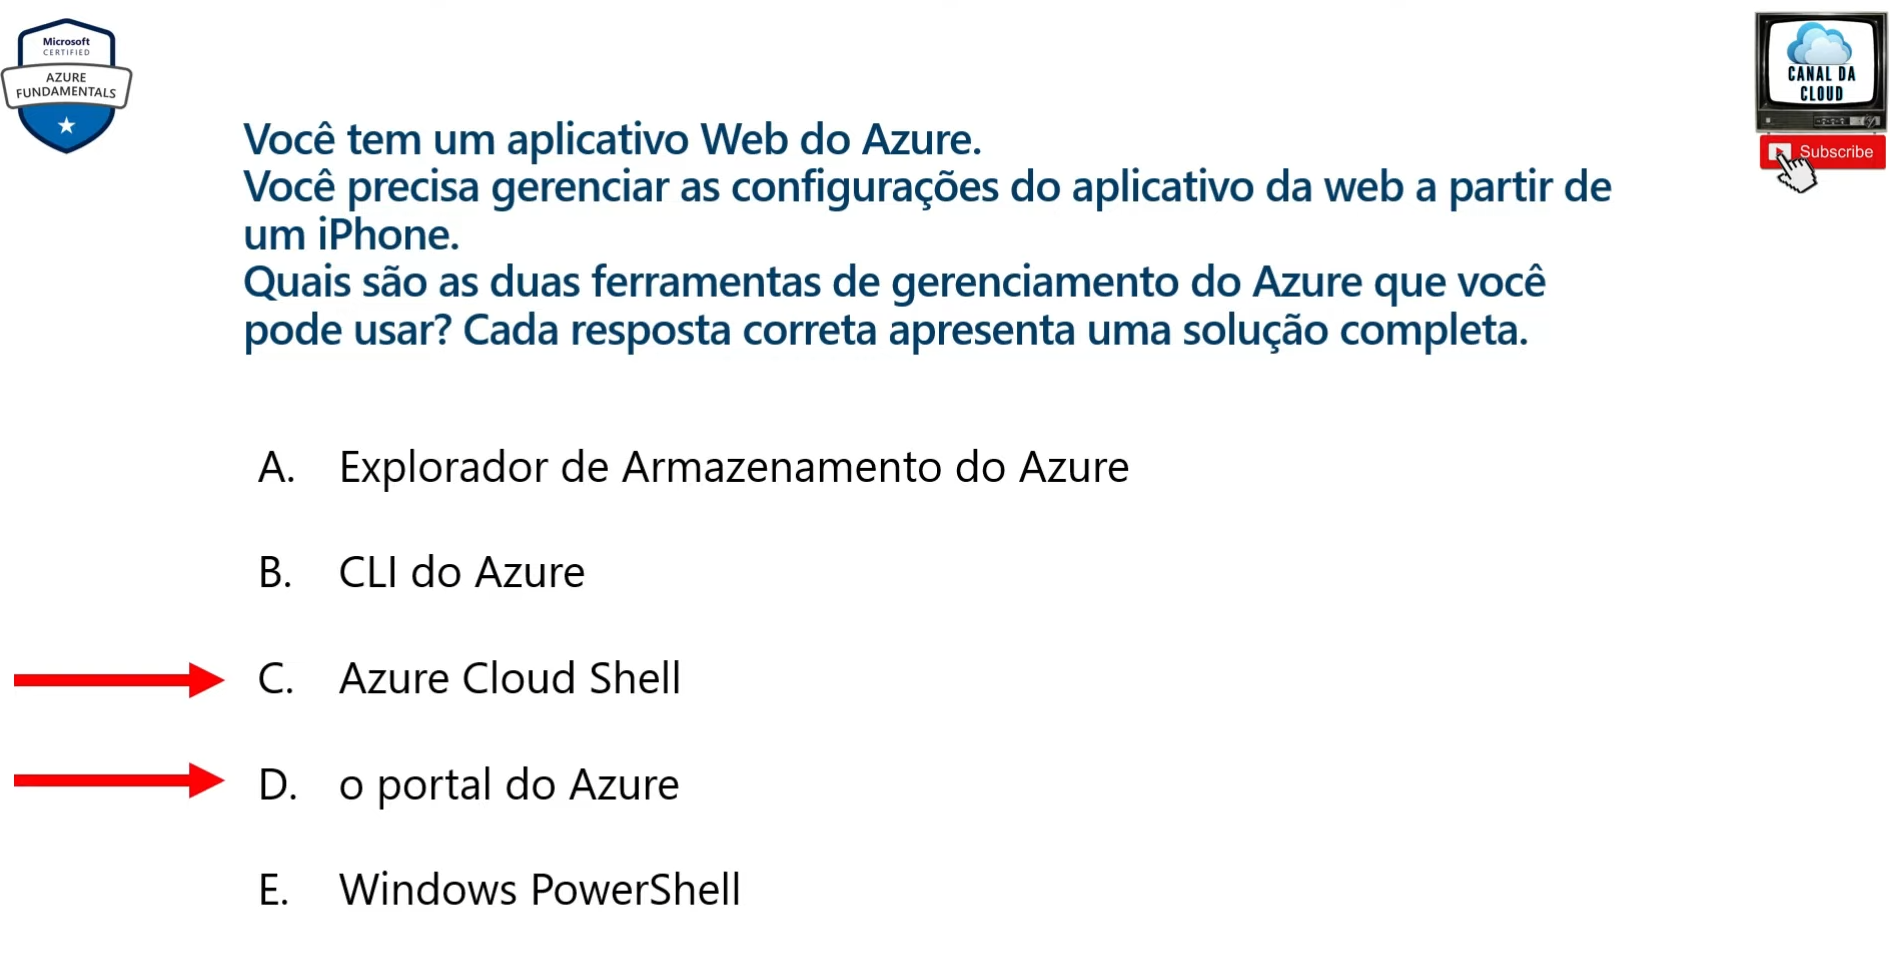 Microsoft
CERTIFIED
AZURE
FUNDAMENTALS
CANAL DA
CLOUD
Subscribe
Você tem um aplicativo Web do Azure.
Você precisa gerenciar as configurações do aplicativo da web a partir de
um iPhone.
Quais são as duas ferramentas de gerenciamento do Azure que você
pode usar? Cada resposta correta apresenta uma solução completa.
A. Explorador de Armazenamento do Azure
B. CLI do Azure
C. Azure Cloud Shell
D. o portal do Azure
E. Windows PowerShell